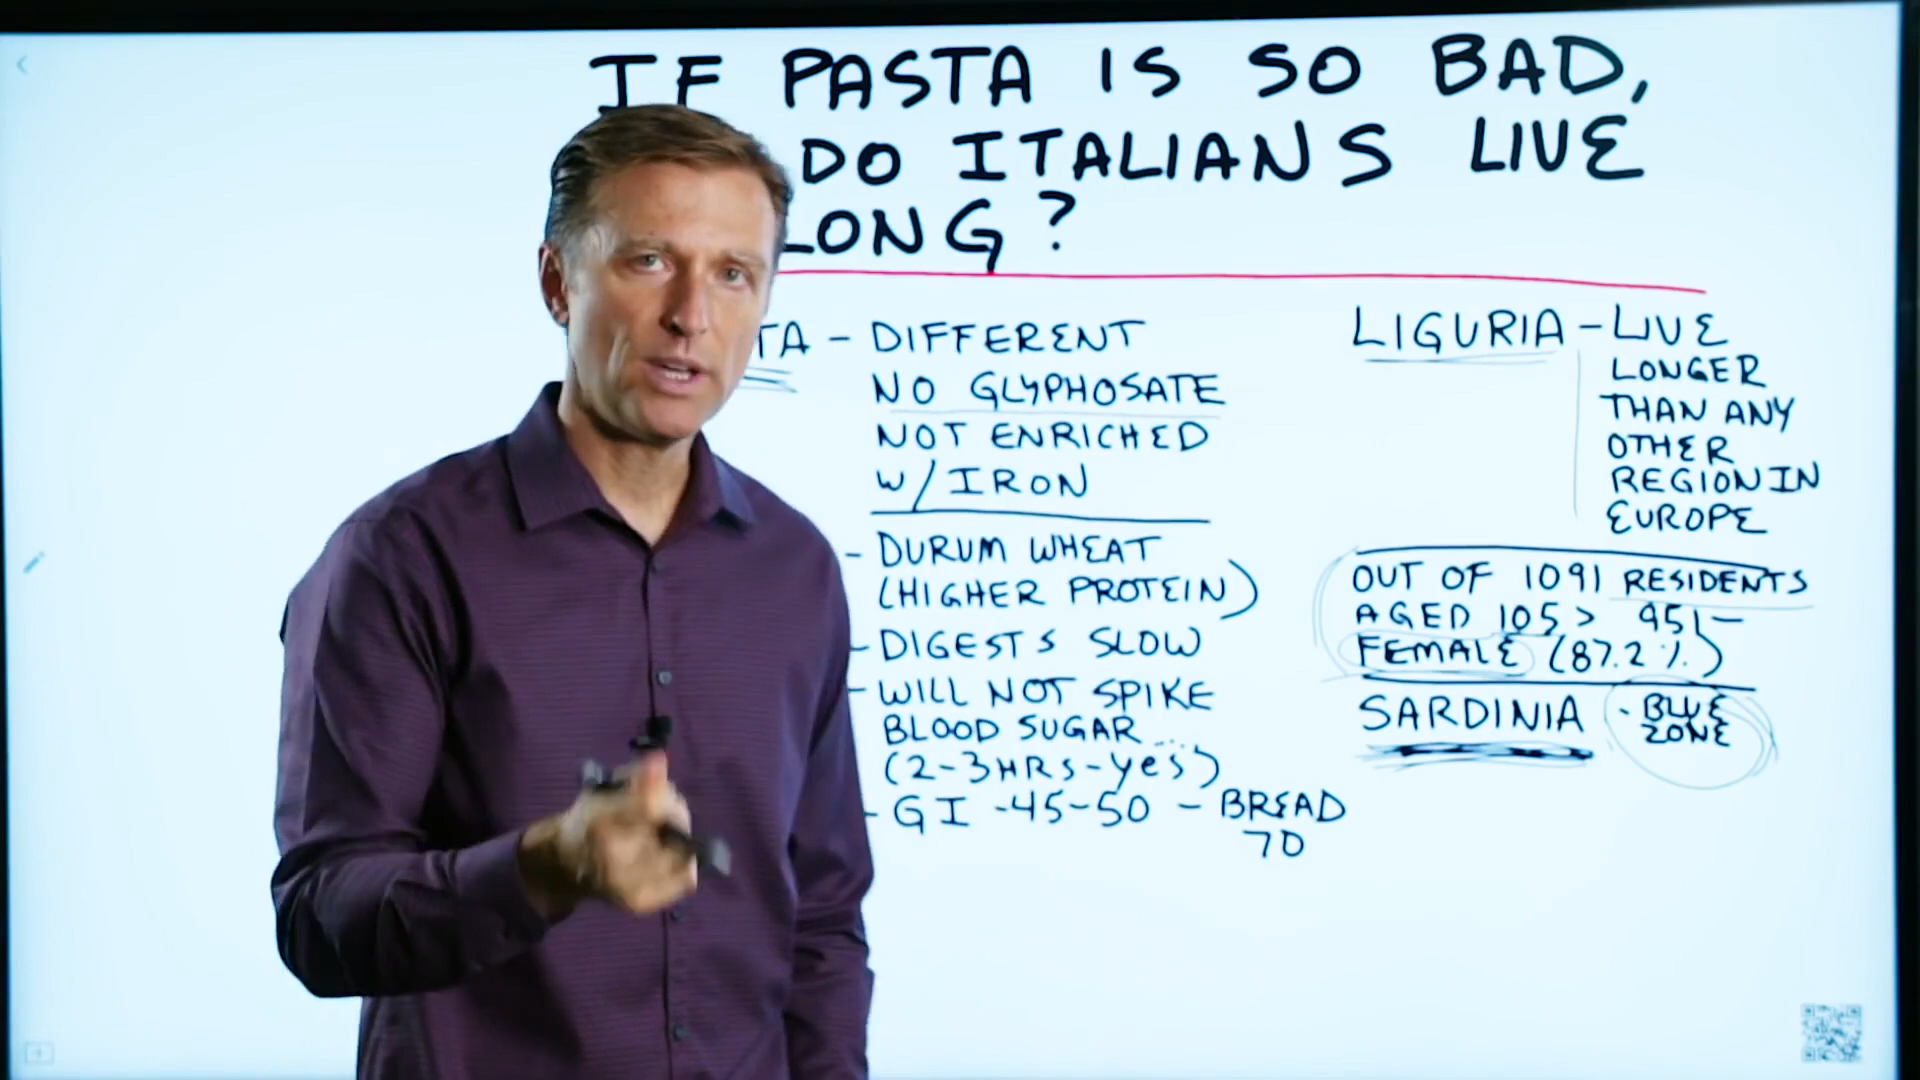 IF PASTA IS SO BAD,
DO ITALIANS LIVE
LONG?
TA - DIFFERENT
NO GLYPHOSATE
NOT ENRICHED
W/IRON
- DURUM WHEAT
(HIGHER PROTEIN)
- DIGESTS SLOW
- WILL NOT SPIKE
BLOOD SUGAR...
(2-3HRS-yes)
- GI -45-50 - BREAD
70
LIGURIA - LIVE
LONGER
THAN ANY
OTHER
REGION IN
EUROPE
OUT OF 1091 RESIDENTS
AGED 105> 951-
FEMALE (87.2%)
SARDINIA - BLUE
ZONE